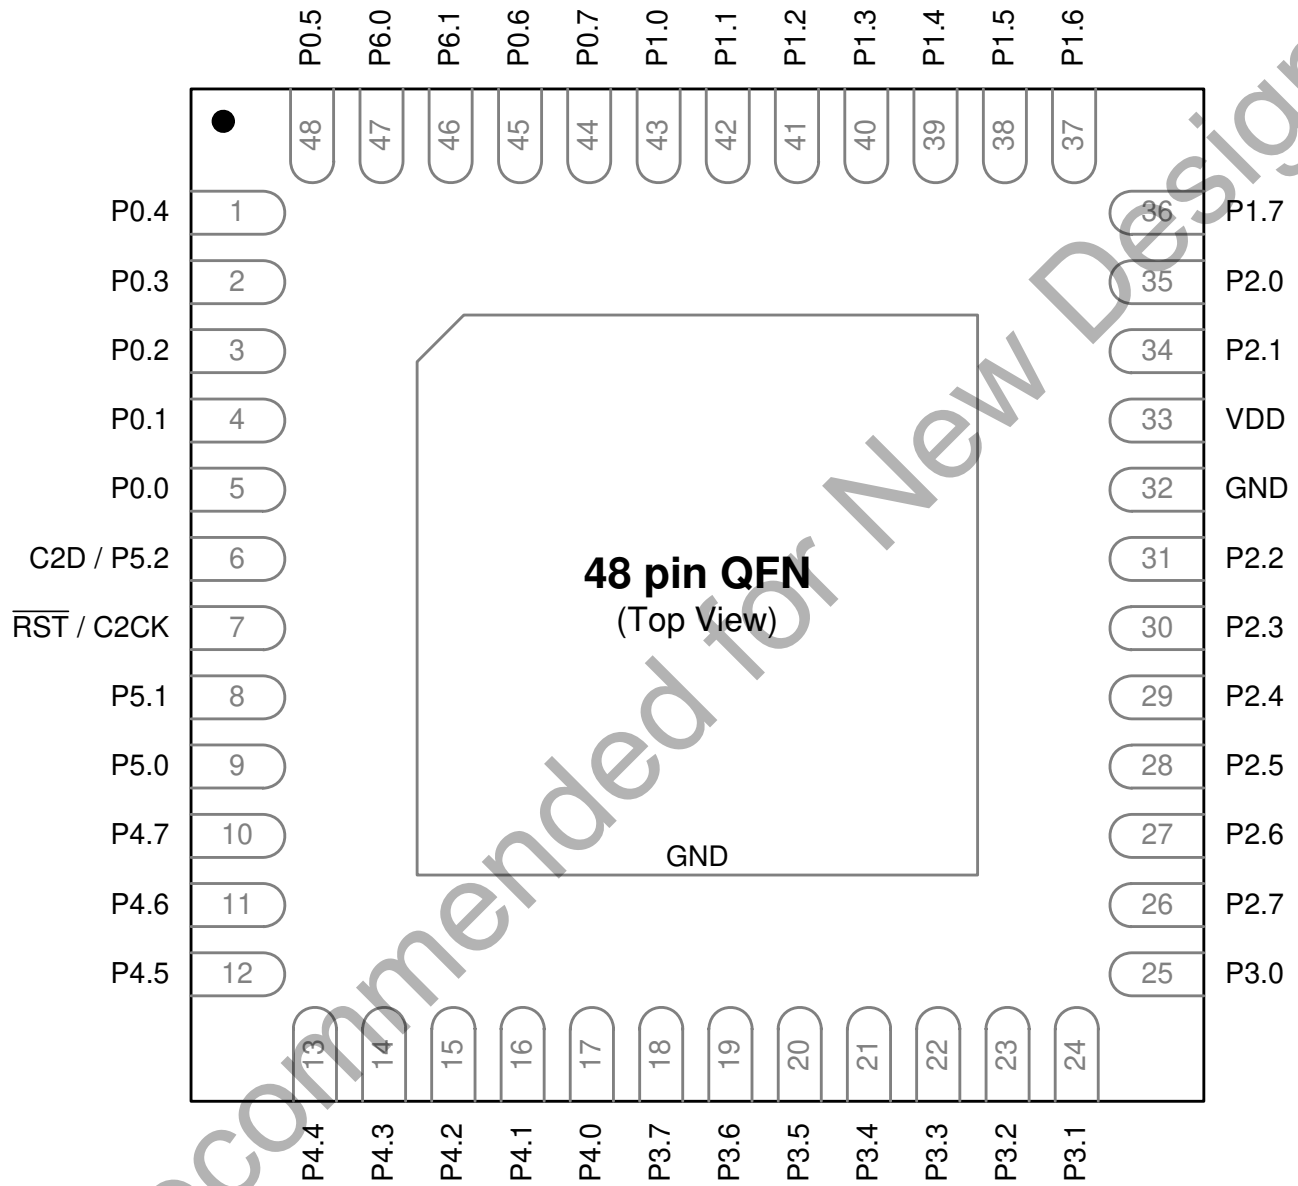 P0.5 P6.0 P6.1 P0.6 P0.7 P1.0 P1.1 P1.2 P1.3 P1.4 P1.5 P1.6
48 47 46 45 44 43 42 41 40 39 38 37
P0.4 1 36 P1.7
P0.3 2 35 P2.0
P0.2 3 34 P2.1
P0.1 4 33 VDD
P0.0 5 32 GND
C2D / P5.2 6 31 P2.2
RST / C2CK 7 30 P2.3
P5.1 8 29 P2.4
P5.0 9 28 P2.5
P4.7 10 27 P2.6
P4.6 11 26 P2.7
P4.5 12 25 P3.0
48 pin QFN
(Top View)
GND
13 14 15 16 17 18 19 20 21 22 23 24
P4.4 P4.3 P4.2 P4.1 P4.0 P3.7 P3.6 P3.5 P3.4 P3.3 P3.2 P3.1
ecommended for New Design